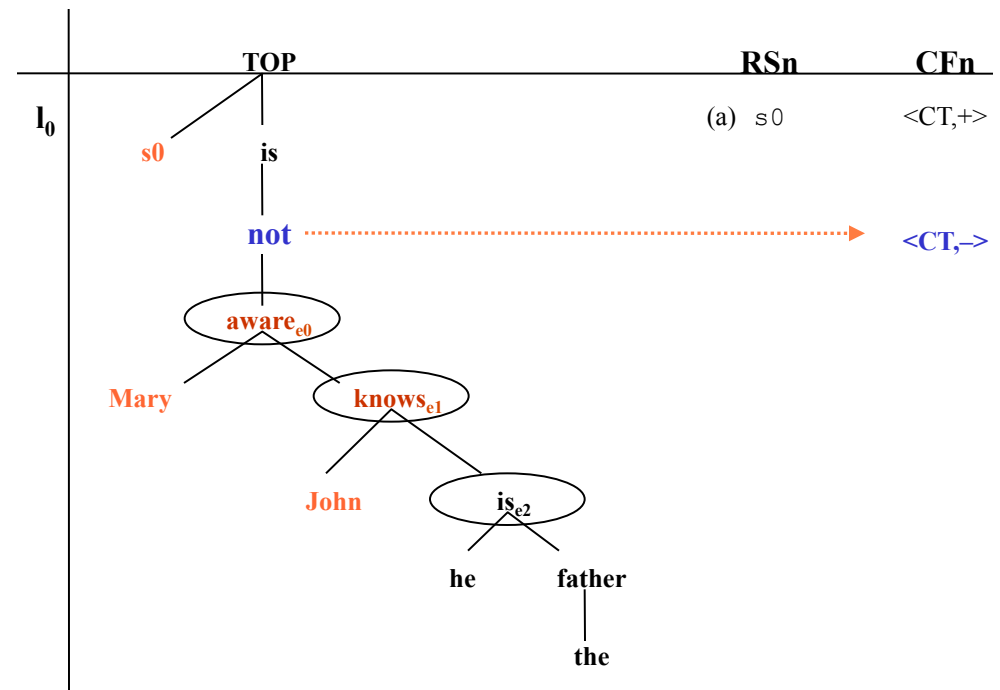 TOP RSn CFn
l0 (a) s0 <CT,+>
s0 is
not <CT,–>
aware e0
Mary knows e1
John is e2
he father
the